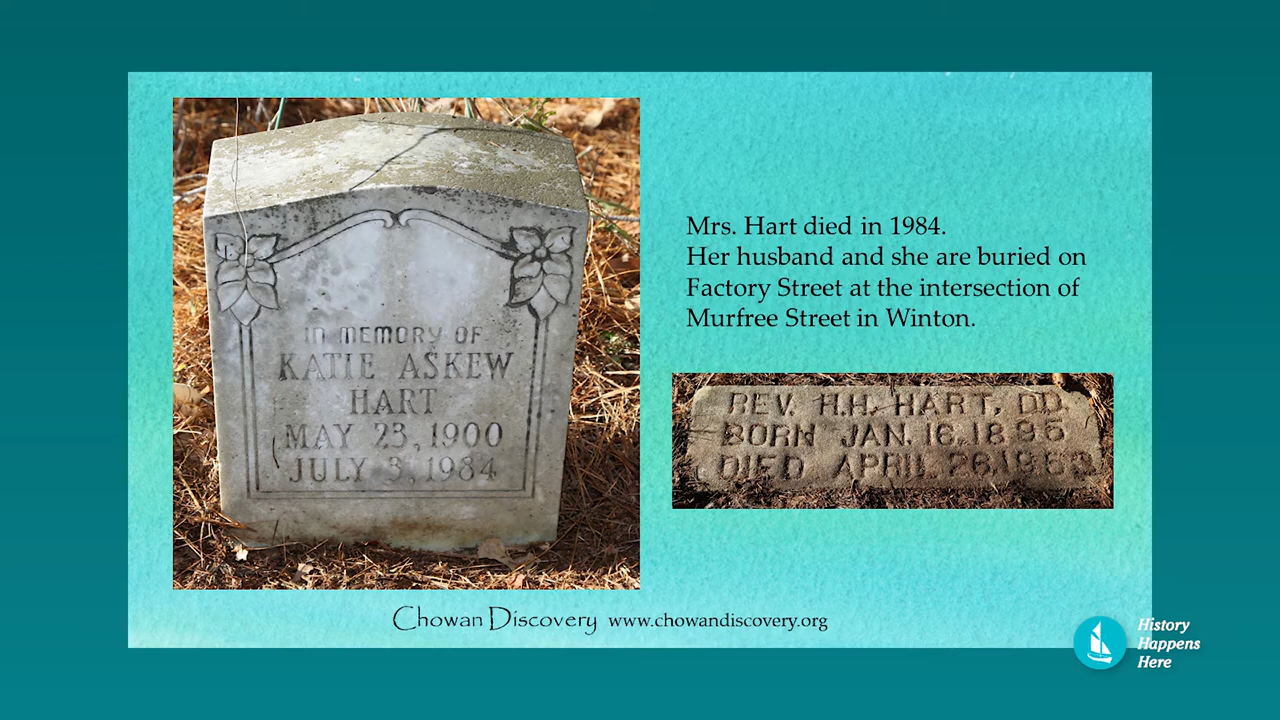 IN MEMORY OF
KATIE ASKEW
HART
MAY 23, 1900
JULY 3, 1984
Mrs. Hart died in 1984.
Her husband and she are buried on
Factory Street at the intersection of
Murfree Street in Winton.
REV. H.H. HART, DD.
BORN JAN. 16, 1895
DIED APRIL 26, 1963
Chowan Discovery www.chowandiscovery.org
History
Happens
Here